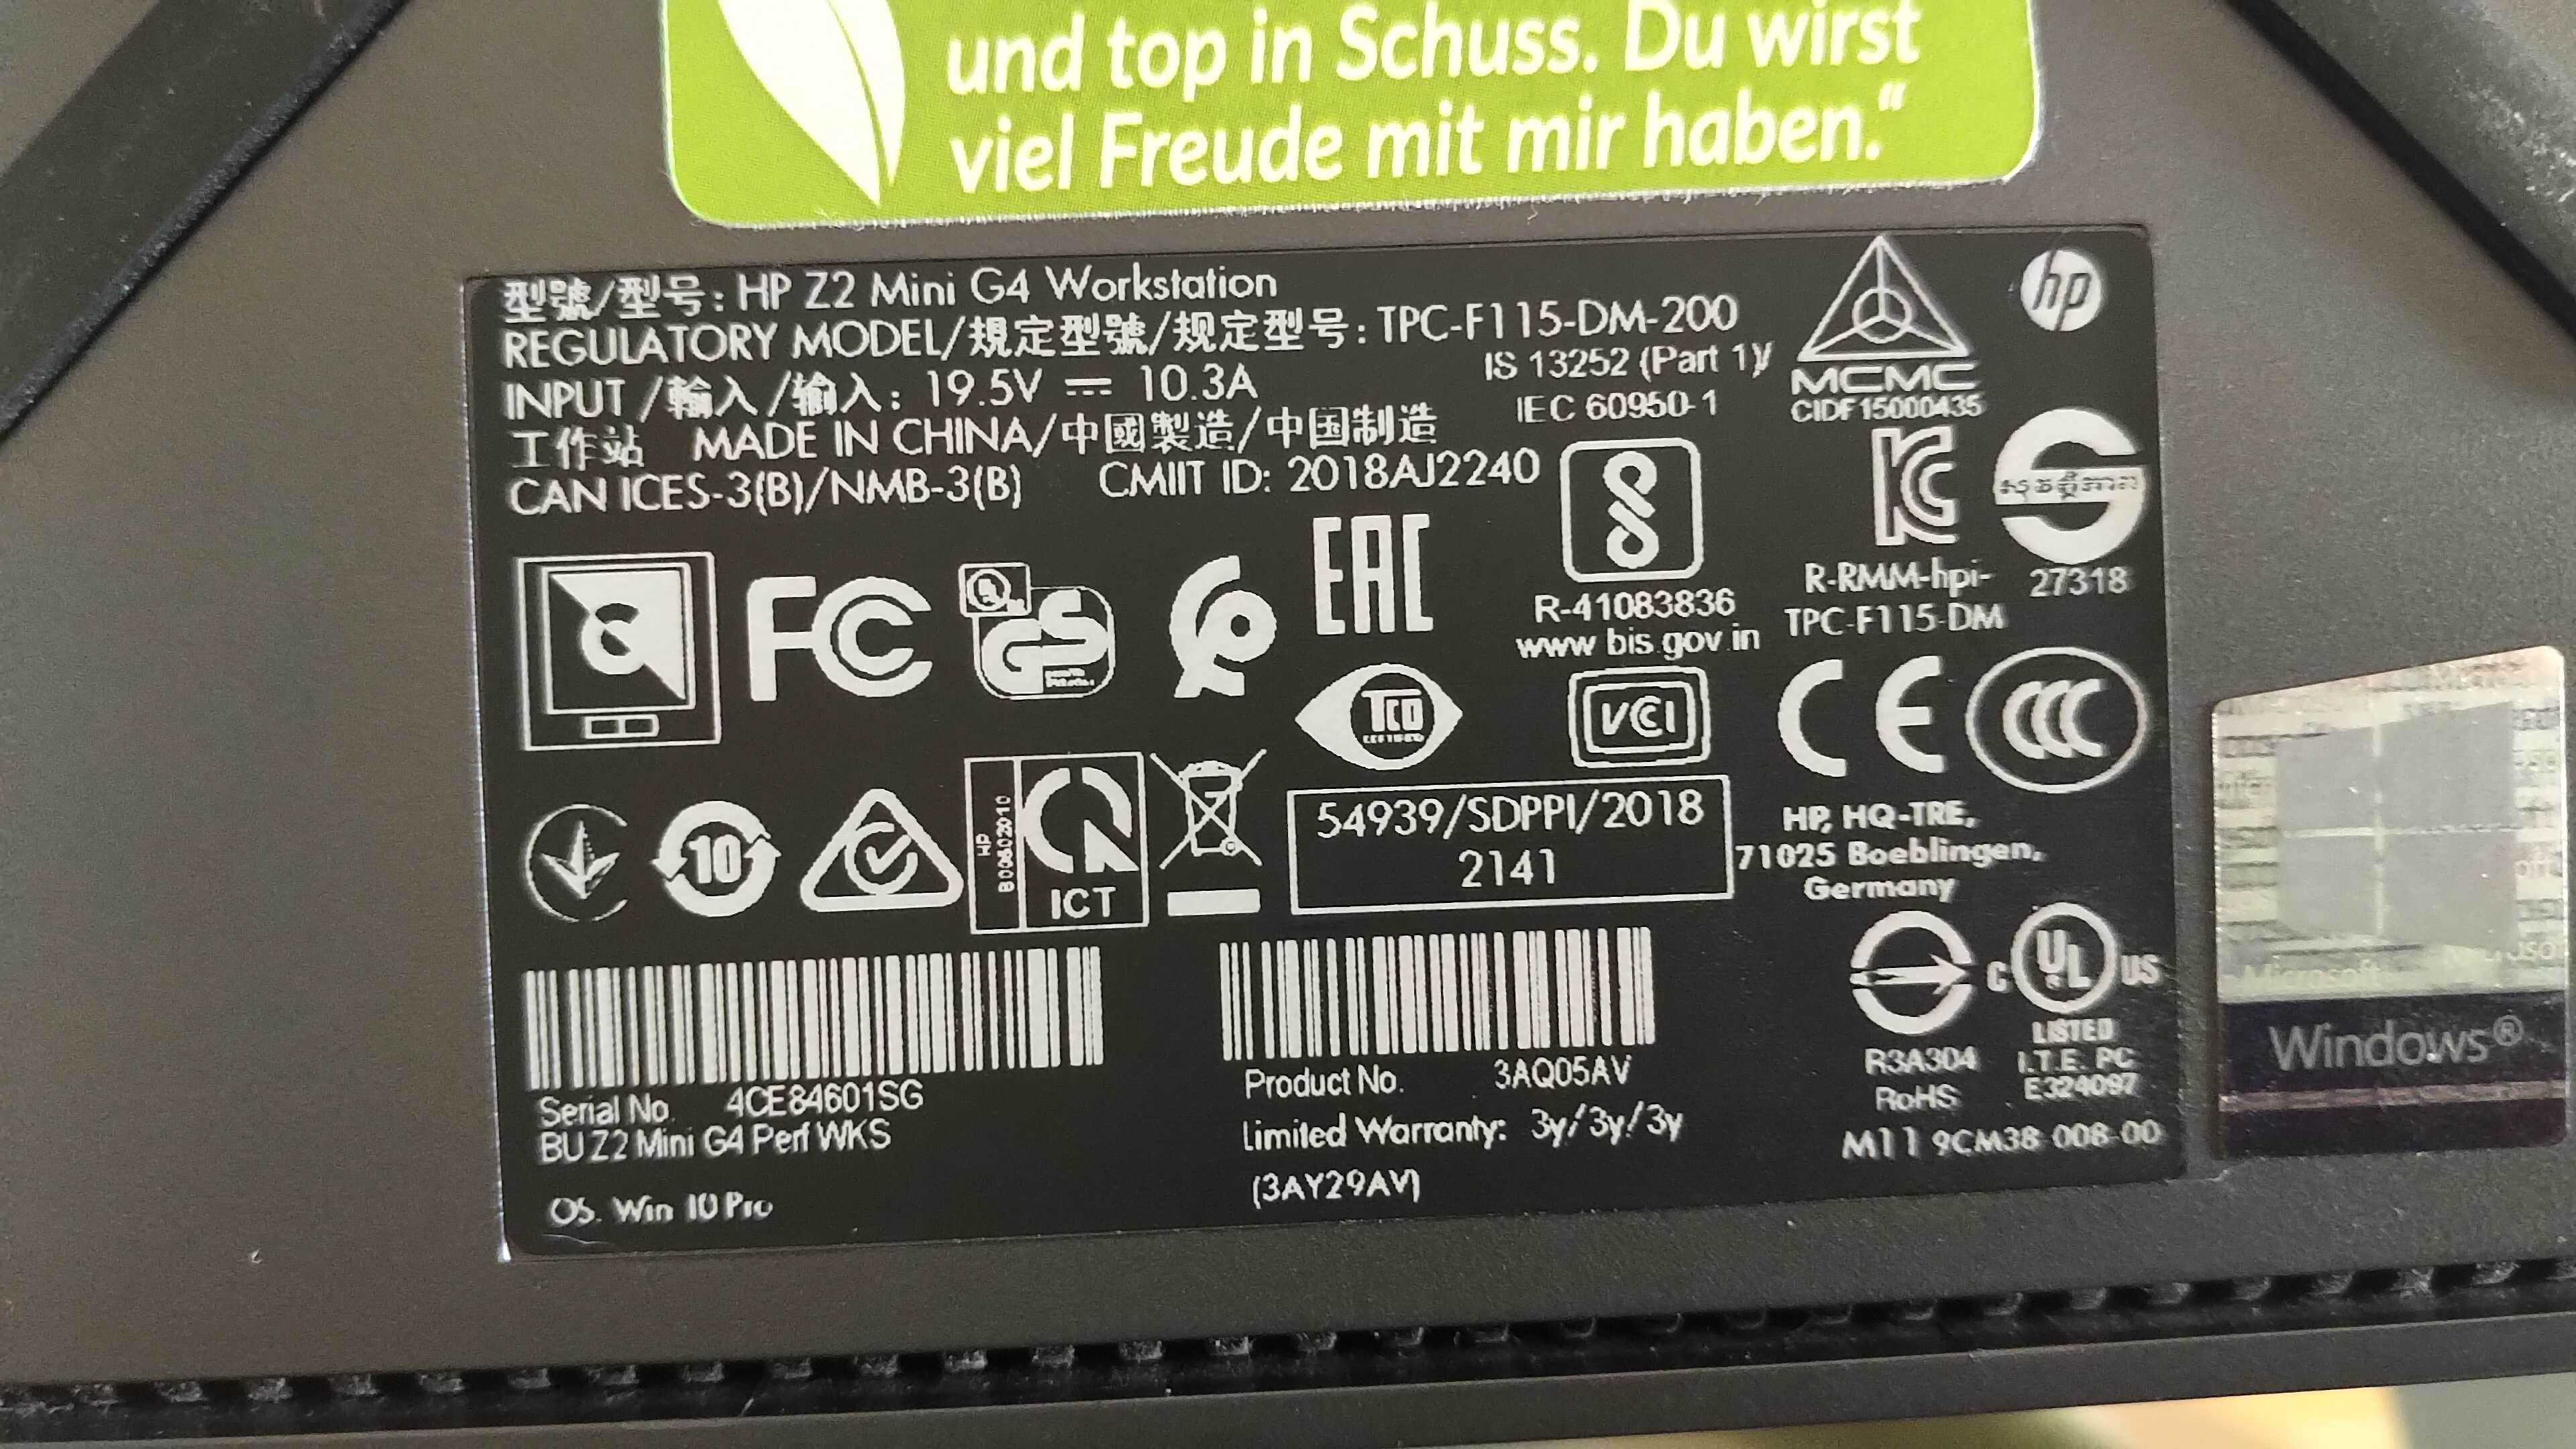 und top in Schuss. Du wirst
viel Freude mit mir haben.“
型號/型号: HP Z2 Mini G4 Workstation
REGULATORY MODEL/規定型號/规定型号: TPC-F115-DM-200
INPUT /輸入/输入: 19.5V ⎓ 10.3A
工作站 MADE IN CHINA/中國製造/中国制造
CAN ICES-3(B)/NMB-3(B) CMIIT ID: 2018AJ2240
IS 13252 (Part 1)/
IEC 60950-1
R-41083836
www bis.gov.in
MCMC
CIDF15000435
hp
R-RMM-hpi-
TPC-F115-DM
27318
FC
GS
EAC
TCO
VCI
CE
CCC
10
HP
ICT
54939/SDPPI/2018
2141
HP, HQ-TRE,
71025 Boeblingen,
Germany
R3A304
RoHS
C UL US
LISTED
I.T.E. PC
E324097
M11 9CM38 008-00
Serial No. 4CE84601SG
BU Z2 Mini G4 Perf WKS
OS. Win 10 Pro
Product No. 3AQ05AV
Limited Warranty: 3y/3y/3y
(3AY29AV)
Microsoft
Windows®